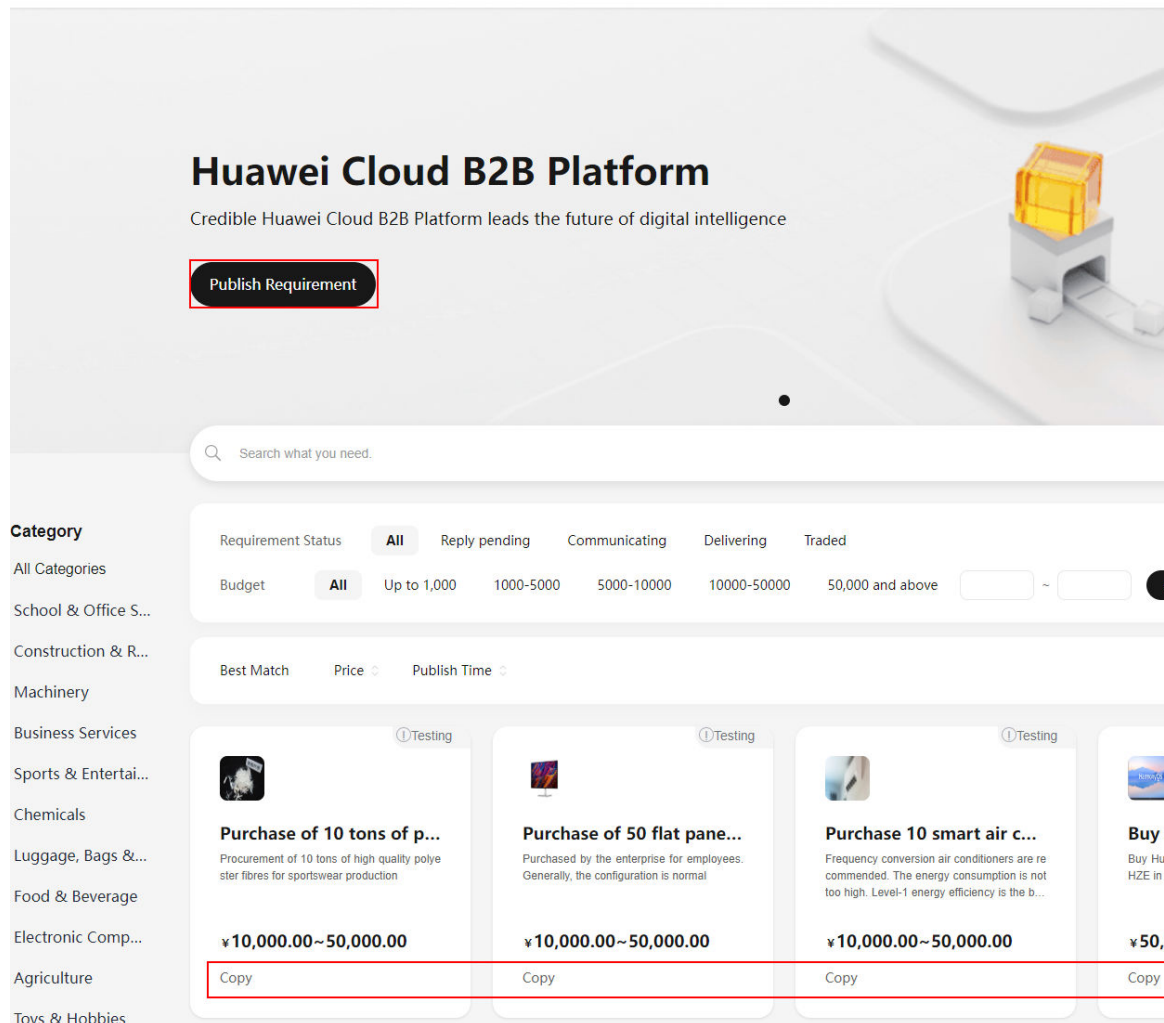 Huawei Cloud B2B Platform
Credible Huawei Cloud B2B Platform leads the future of digital intelligence
Publish Requirement
Search what you need.
Category
All Categories
School & Office S...
Construction & R...
Machinery
Business Services
Sports & Entertai...
Chemicals
Luggage, Bags &...
Food & Beverage
Electronic Comp...
Agriculture
Toys & Hobbies
Requirement Status All Reply pending Communicating Delivering Traded
Budget All Up to 1,000 1000-5000 5000-10000 10000-50000 50,000 and above ~
Best Match Price Publish Time
Testing
Purchase of 10 tons of p...
Procurement of 10 tons of high quality polye
ster fibres for sportswear production
¥10,000.00~50,000.00
Copy
Testing
Purchase of 50 flat pane...
Purchased by the enterprise for employees.
Generally, the configuration is normal
¥10,000.00~50,000.00
Copy
Testing
Purchase 10 smart air c...
Frequency conversion air conditioners are re
commended. The energy consumption is not
too high. Level-1 energy efficiency is the b...
¥10,000.00~50,000.00
Copy
Buy
Buy Hu
HZE in
¥50,
Copy